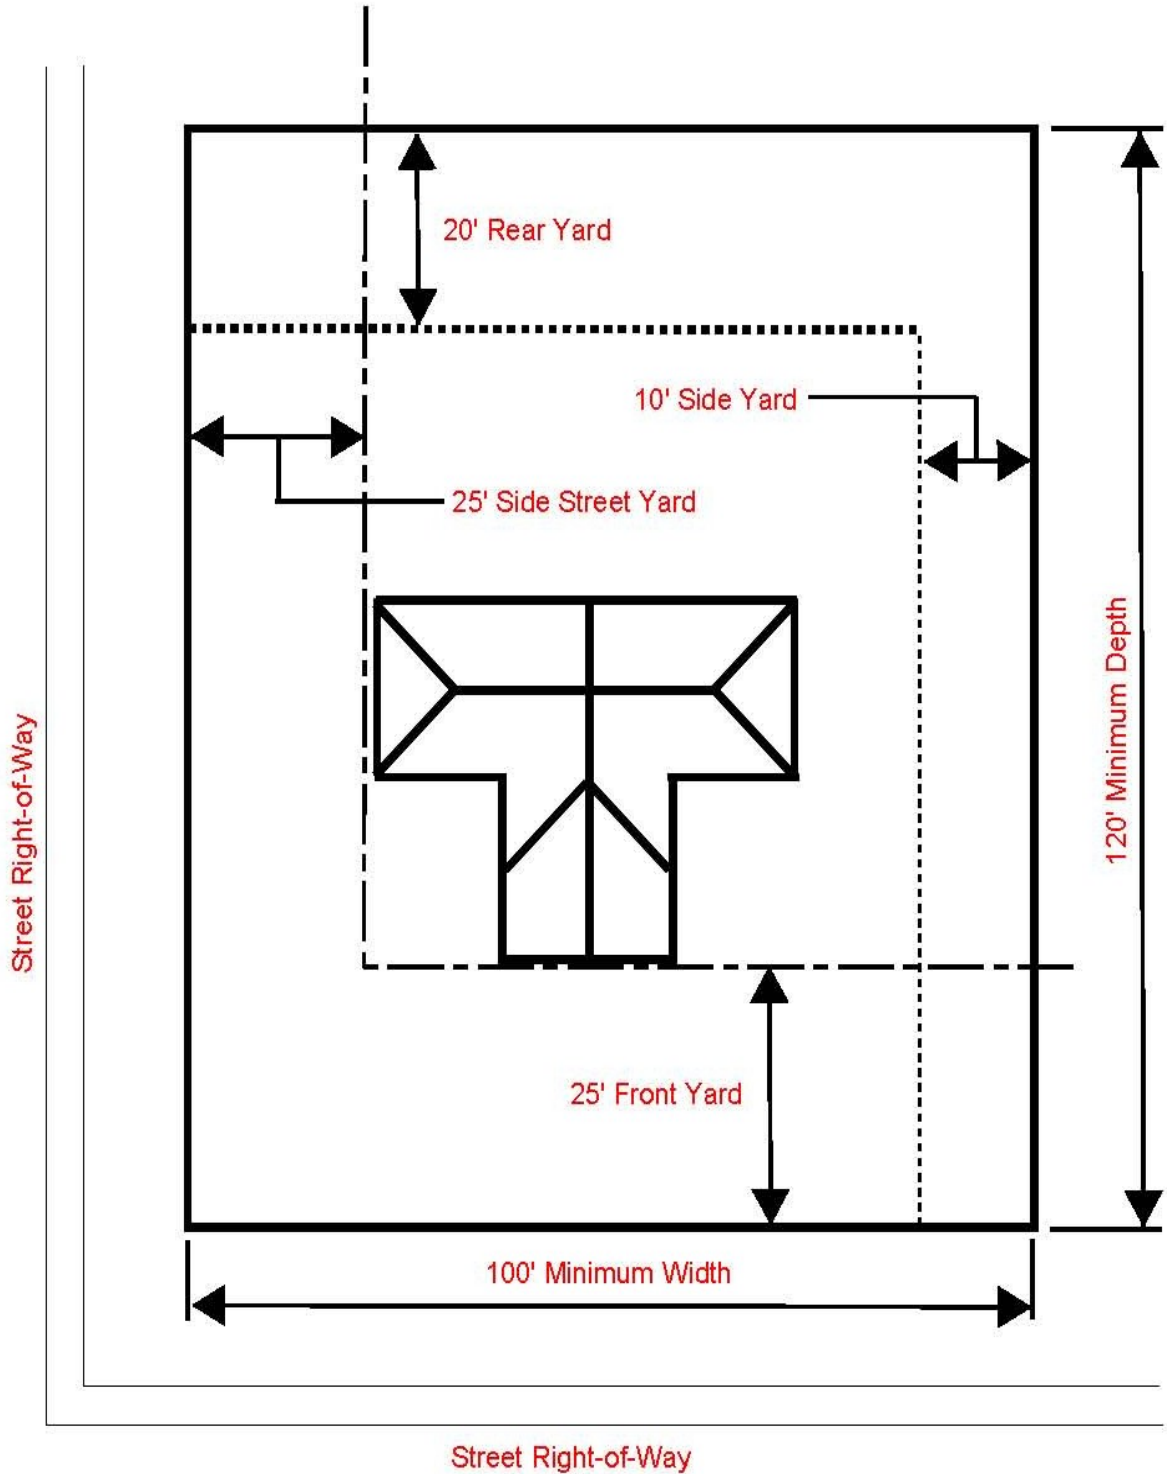 20' Rear Yard
10' Side Yard
25' Side Street Yard
120' Minimum Depth
Street Right-of-Way
25' Front Yard
100' Minimum Width
Street Right-of-Way